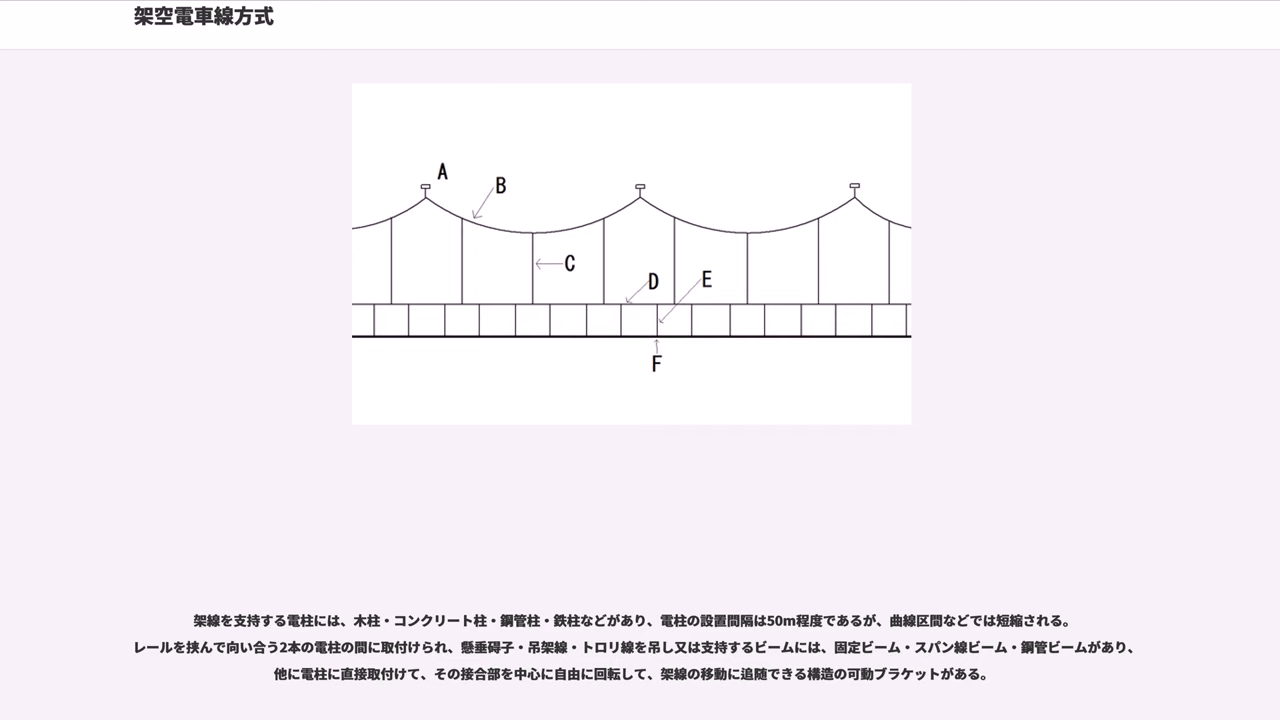 架空電車線方式
A
B
C
D
E
F
架線を支持する電柱には、木柱・コンクリート柱・鋼管柱・鉄柱などがあり、電柱の設置間隔は50m程度であるが、曲線区間などでは短縮される。
レールを挟んで向い合う2本の電柱の間に取付けられ、懸垂碍子・吊架線・トロリ線を吊し又は支持するビームには、固定ビーム・スパン線ビーム・鋼管ビームがあり、
他に電柱に直接取付けて、その接合部を中心に自由に回転して、架線の移動に追随できる構造の可動ブラケットがある。